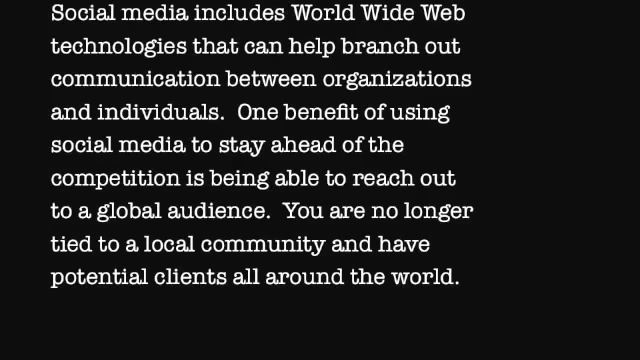 Social media includes World Wide Web
technologies that can help branch out
communication between organizations
and individuals.  One benefit of using
social media to stay ahead of the
competition is being able to reach out
to a global audience.  You are no longer
tied to a local community and have
potential clients all around the world.